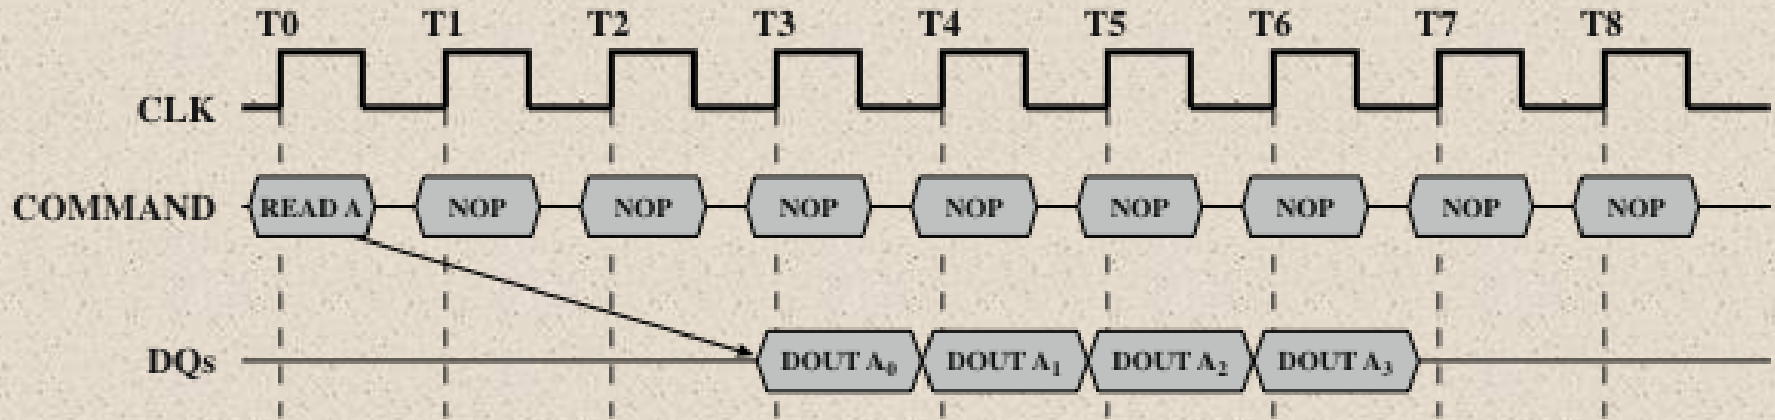 T0 T1 T2 T3 T4 T5 T6 T7 T8
CLK
COMMAND READ A NOP NOP NOP NOP NOP NOP NOP NOP
DQs DOUT A₀ DOUT A₁ DOUT A₂ DOUT A₃